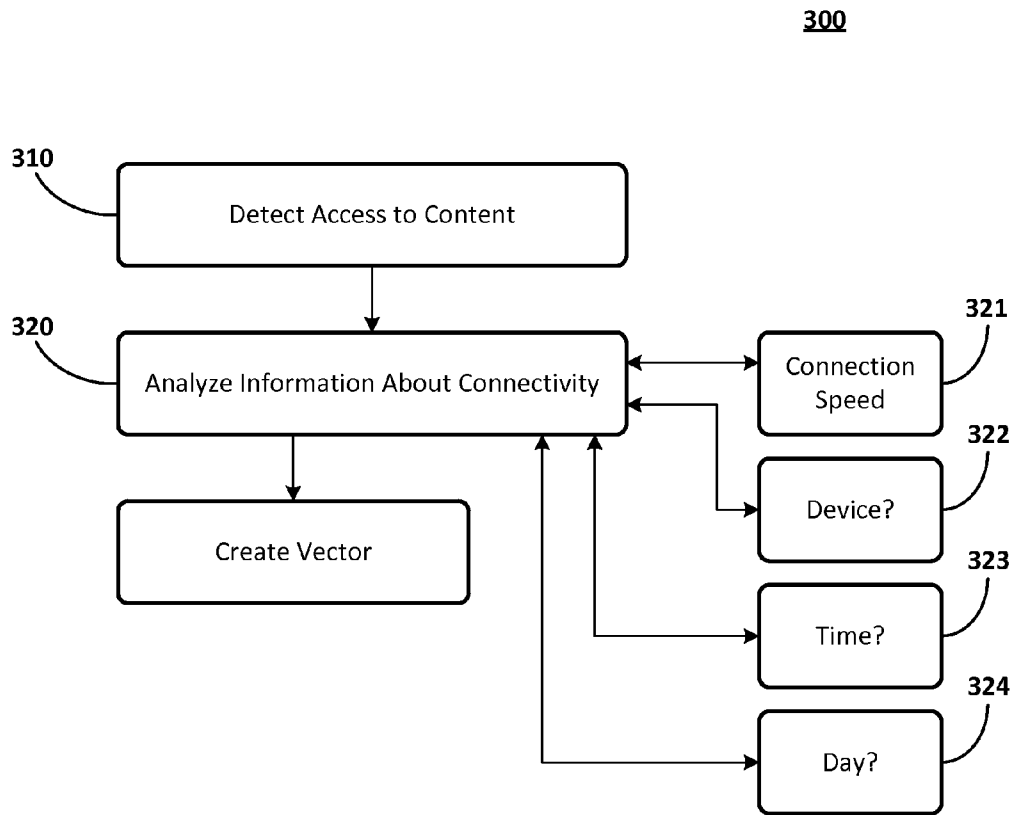 300
310
Detect Access to Content
320
Analyze Information About Connectivity
321
Connection
Speed
322
Device?
Create Vector
323
Time?
324
Day?